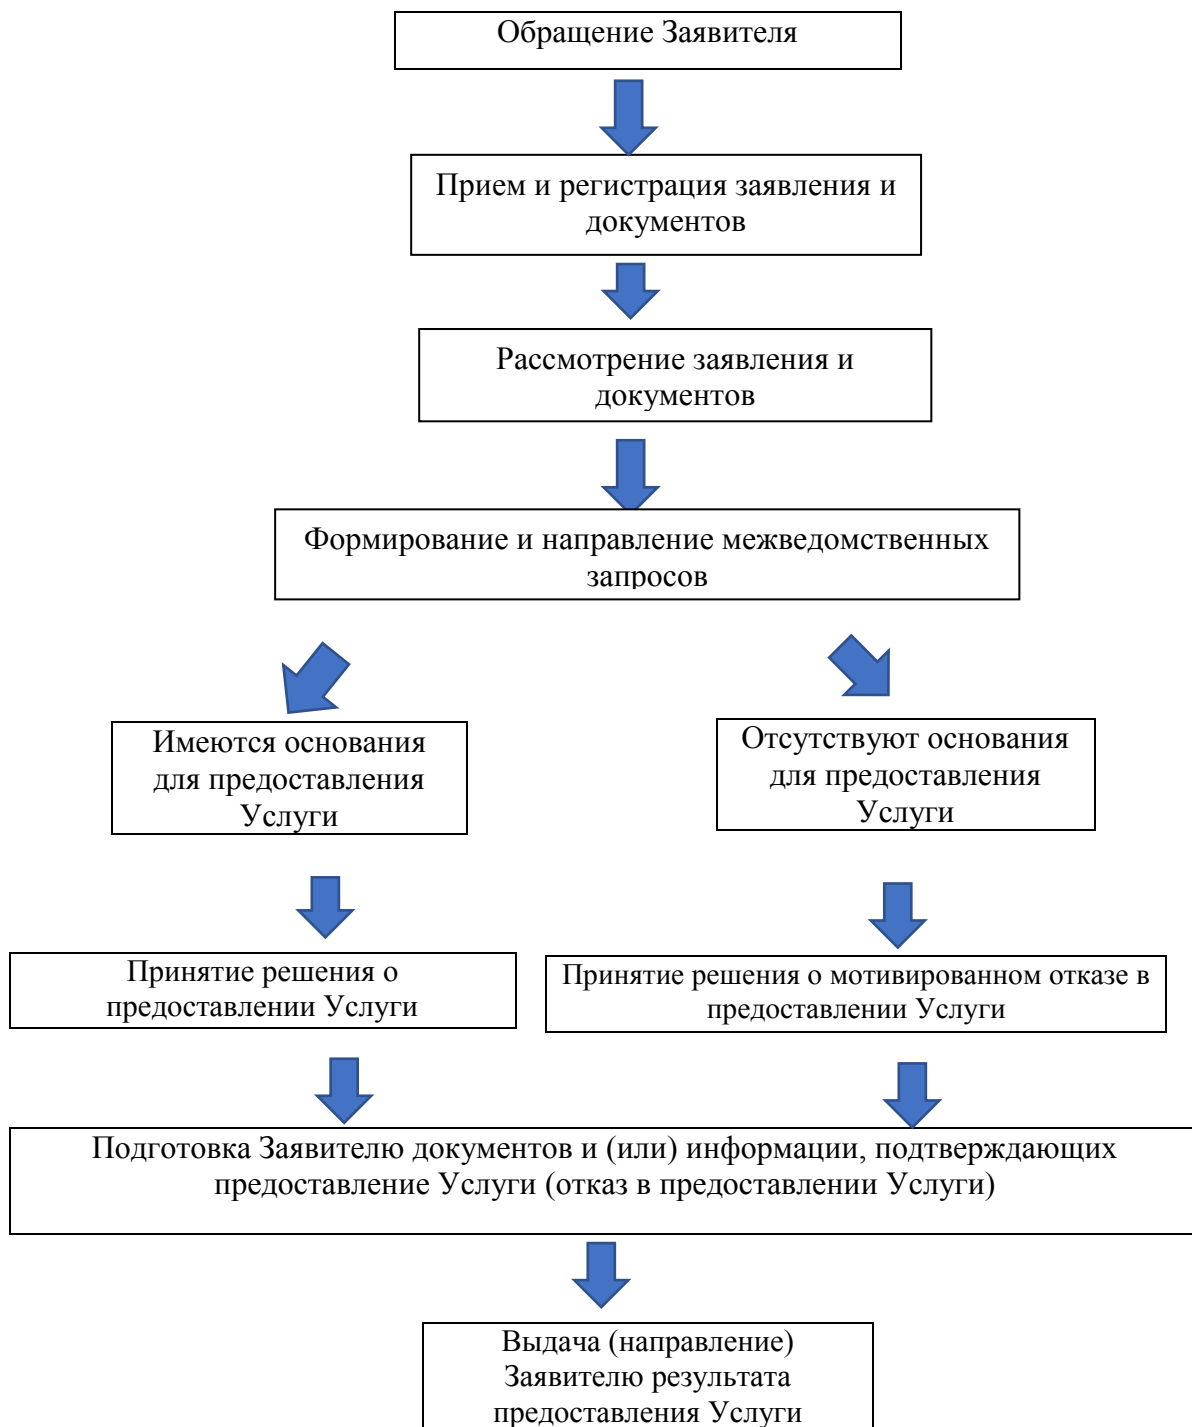 Обращение Заявителя
Прием и регистрация заявления и
документов
Рассмотрение заявления и
документов
Формирование и направление межведомственных
запросов
Имеются основания
для предоставления
Услуги
Отсутствуют основания
для предоставления
Услуги
Принятие решения о
предоставлении Услуги
Принятие решения о мотивированном отказе в
предоставлении Услуги
Подготовка Заявителю документов и (или) информации, подтверждающих
предоставление Услуги (отказ в предоставлении Услуги)
Выдача (направление)
Заявителю результата
предоставления Услуги